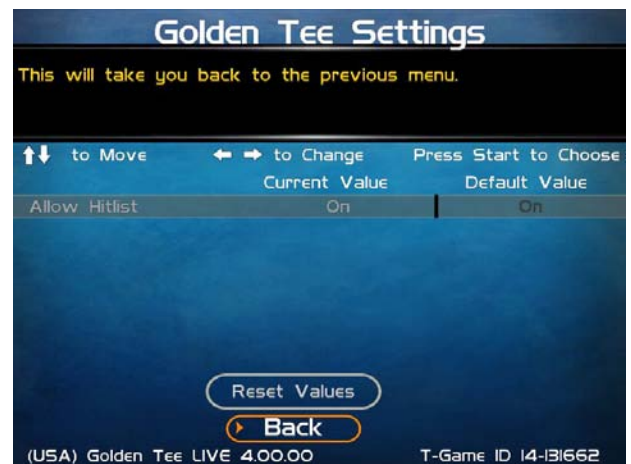 Golden Tee Settings
This will take you back to the previous menu.
to Move to Change Press Start to Choose
Current Value Default Value
Allow Hitlist On On
Reset Values
Back
(USA) Golden Tee LIVE 4.00.00 T-Game ID 14-131662